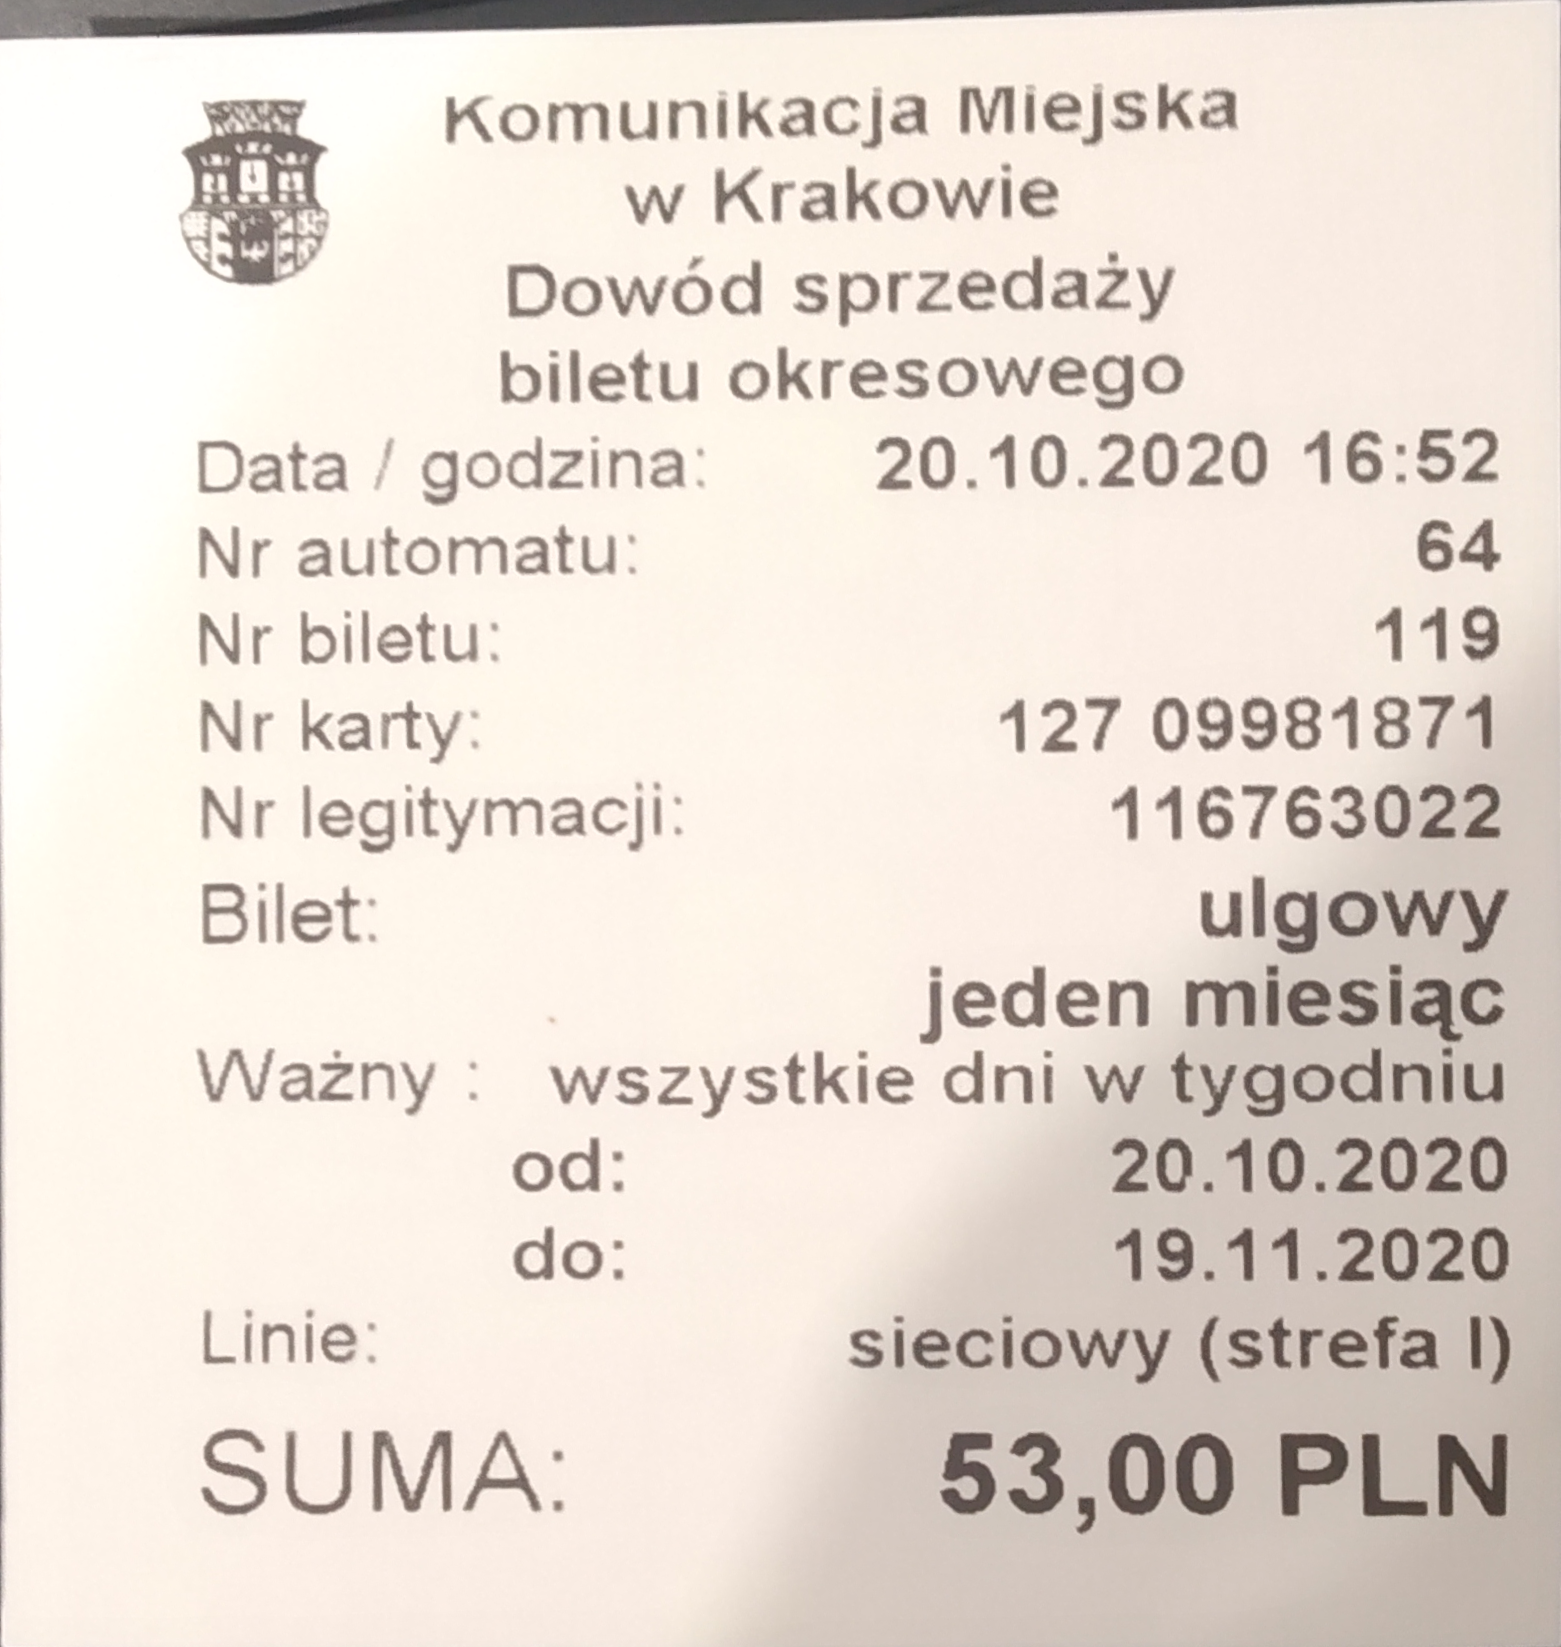 Komunikacja Miejska
w Krakowie
Dowód sprzedaży
biletu okresowego
Data / godzina: 20.10.2020 16:52
Nr automatu: 64
Nr biletu: 119
Nr karty: 127 09981871
Nr legitymacji: 116763022
Bilet: ulgowy
jeden miesiąc
Ważny : wszystkie dni w tygodniu
od: 20.10.2020
do: 19.11.2020
Linie: sieciowy (strefa I)
SUMA: 53,00 PLN